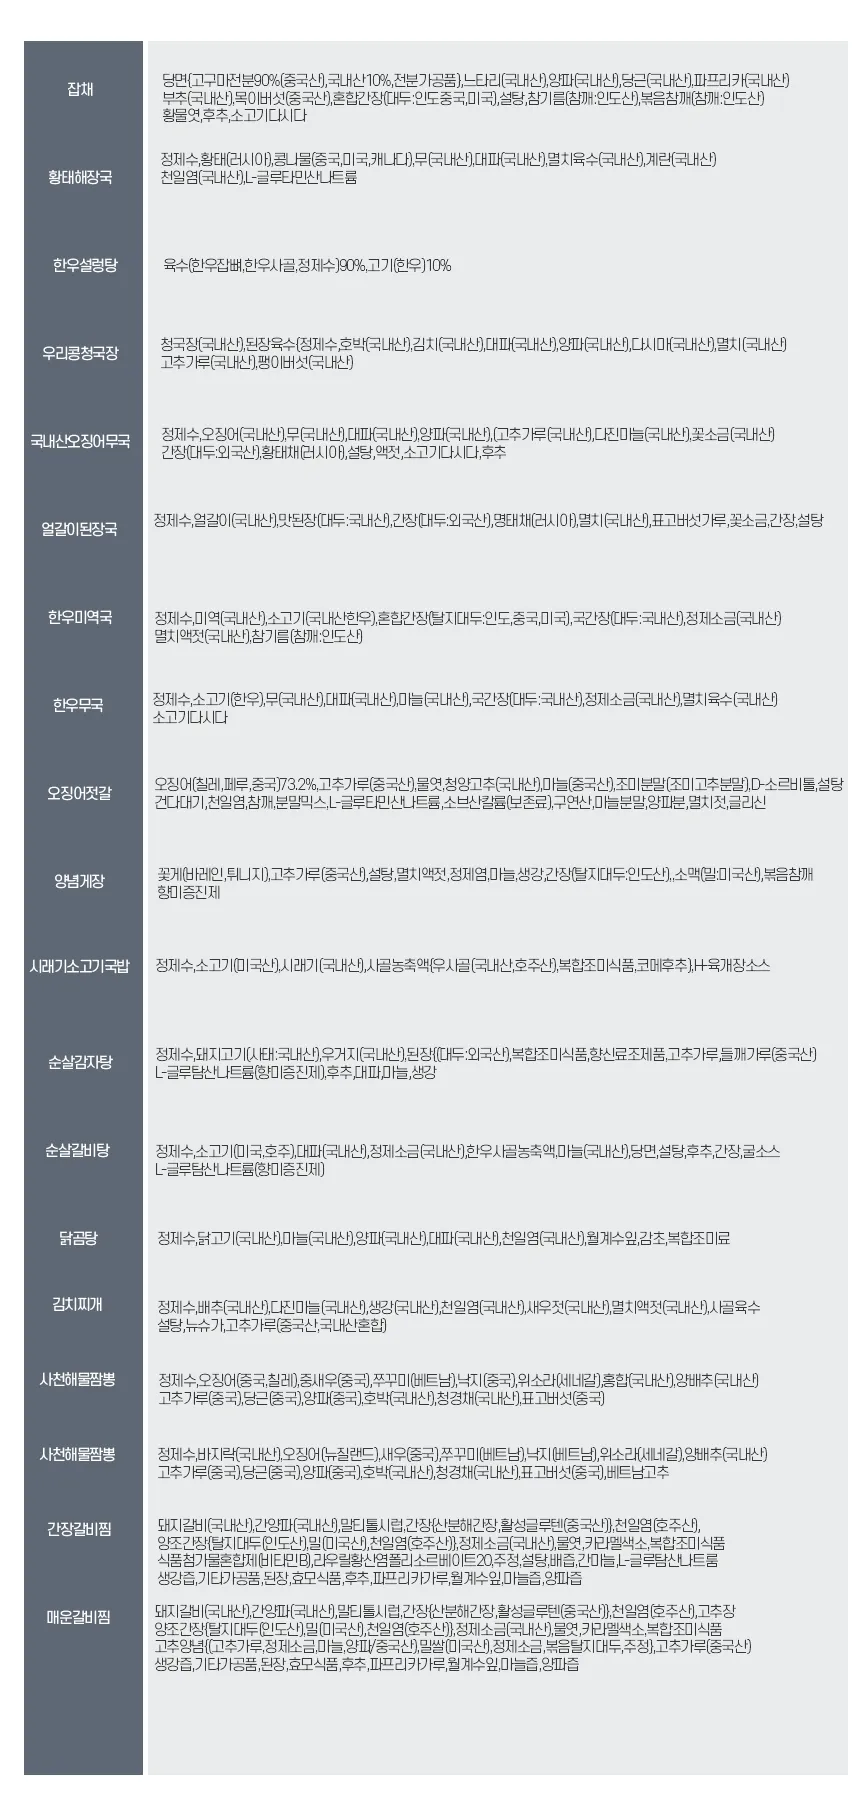 잡채
당면{고구마전분90%(중국산),국내산10%,전분가공품},느타리(국내산),양파(국내산),당근(국내산),파프리카(국내산)
부추(국내산),목이버섯(중국산),혼합간장(대두:인도중국,미국),설탕,참기름(참깨:인도산),볶음참깨(참깨:인도산)
황물엿,후추,소고기다시다
황태해장국
정제수,황태(러시아),콩나물(중국,미국,캐나다),무(국내산),대파(국내산),멸치육수(국내산),계란(국내산)
천일염(국내산),L-글루타민산나트륨
한우설렁탕
육수(한우잡뼈,한우사골,정제수)90%,고기(한우)10%
우리콩청국장
청국장(국내산),된장육수{정제수,호박(국내산),김치(국내산),대파(국내산),양파(국내산),다시마(국내산),멸치(국내산)
고추가루(국내산),팽이버섯(국내산)
국내산오징어무국
정제수,오징어(국내산),무(국내산),대파(국내산),양파(국내산),(고추가루(국내산),다진마늘(국내산),꽃소금(국내산)
간장(대두:외국산),황태채(러시아),설탕,액젓,소고기다시다,후추
얼갈이된장국
정제수,얼갈이(국내산),맛된장(대두:국내산),간장(대두:외국산),명태채(러시아),멸치(국내산),표고버섯가루,꽃소금,간장,설탕
한우미역국
정제수,미역(국내산),소고기(국내산한우),혼합간장(탈지대두:인도,중국,미국),국간장(대두:국내산),정제소금(국내산)
멸치액젓(국내산),참기름(참깨:인도산)
한우무국
정제수,소고기(한우),무(국내산),대파(국내산),마늘(국내산),국간장(대두:국내산),정제소금(국내산),멸치육수(국내산)
소고기다시다
오징어젓갈
오징어(칠레,페루,중국)73.2%,고추가루(중국산),물엿,청양고추(국내산),마늘(중국산),조미분말(조미고추분말),D-소르비톨,설탕
건다대기,천일염,참깨,분말믹스,L-글루타민산나트륨,소브산칼륨(보존료),구연산,마늘분말,양파분,멸치젓,글리신
양념게장
꽃게(바레인,튀니지),고추가루(중국산),설탕,멸치액젓,정제염,마늘,생강,간장(탈지대두:인도산),,소맥(밀:미국산),볶음참깨
향미증진제
시래기소고기국밥
정제수,소고기(미국산),시래기(국내산),사골농축액{우사골(국내산,호주산),복합조미식품,코메후추},H-육개장소스
순살감자탕
정제수,돼지고기(사태:국내산),우거지(국내산),된장{(대두:외국산),복합조미식품,향신료조제품,고추가루,들깨가루(중국산)
L-글루탐산나트륨(향미증진제),후추,대파,마늘,생강
순살갈비탕
정제수,소고기(미국,호주),대파(국내산),정제소금(국내산),한우사골농축액,마늘(국내산),당면,설탕,후추,간장,굴소스
L-글루탐산나트륨(향미증진제)
닭곰탕
정제수,닭고기(국내산),마늘(국내산),양파(국내산),대파(국내산),천일염(국내산),월계수잎,감초,복합조미료
김치찌개
정제수,배추(국내산),다진마늘(국내산),생강(국내산),천일염(국내산),새우젓(국내산),멸치액젓(국내산),사골육수
설탕,뉴슈가,고추가루(중국산,국내산혼합)
사천해물짬뽕
정제수,오징어(중국,칠레),중새우(중국),쭈꾸미(베트남),낙지(중국),위소라(세네갈),홍합(국내산),양배추(국내산)
고추가루(중국),당근(중국),양파(중국),호박(국내산),청경채(국내산),표고버섯(중국)
사천해물짬뽕
정제수,바지락(국내산),오징어(뉴질랜드),새우(중국),쭈꾸미(베트남),낙지(베트남),위소라(세네갈),양배추(국내산)
고추가루(중국),당근(중국),양파(중국),호박(국내산),청경채(국내산),표고버섯(중국),베트남고추
간장갈비찜
돼지갈비(국내산),간양파(국내산),말티톨시럽,간장{산분해간장,활성글루텐(중국산)},천일염(호주산),
양조간장{탈지대두(인도산),밀(미국산),천일염(호주산)},정제소금(국내산),물엿,카라멜색소,복합조미식품
식품첨가물혼합제(비타민B),라우릴황산염폴리소르베이트20,주정,설탕,배즙,간마늘,L-글루탐산나트룸
생강즙,기타가공품,된장,효모식품,후추,파프리카가루,월계수잎,마늘즙,양파즙
매운갈비찜
돼지갈비(국내산),간양파(국내산),말티톨시럽,간장{산분해간장,활성글루텐(중국산)},천일염(호주산),고추장
양조간장{탈지대두(인도산),밀(미국산),천일염(호주산)},정제소금(국내산),물엿,카라멜색소,복합조미식품
고추양념{(고추가루,정제소금,마늘,양파/중국산),밀쌀(미국산),정제소금,볶음탈지대두,주정},고추가루(중국산)
생강즙,기타가공품,된장,효모식품,후추,파프리카가루,월계수잎,마늘즙,양파즙